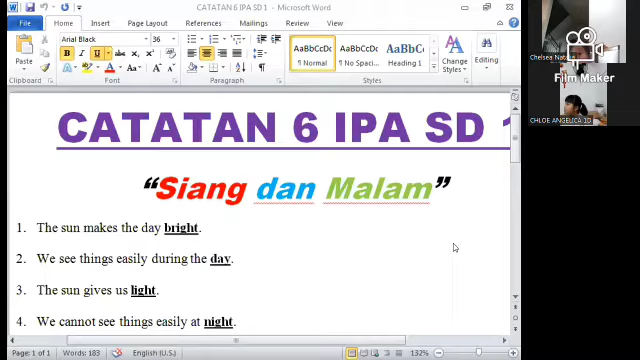 CATATAN 6 IPA SD 1 - Microsoft Word
File Home Insert Page Layout References Mailings Review View
Arial Black 36
Paste
B I U abc
AaBbCcDc AaBbCcDc AaBbC
¶ Normal ¶ No Spaci... Heading 1
Change Styles
Editing
Clipboard Font Paragraph Styles
CATATAN 6 IPA SD 1
“Siang dan Malam”
1. The sun makes the day bright.
2. We see things easily during the day.
3. The sun gives us light.
4. We cannot see things easily at night.
Page: 1 of 1 Words: 183 English (U.S.) 132%
Film Maker
CHLOE ANGELICA 1D